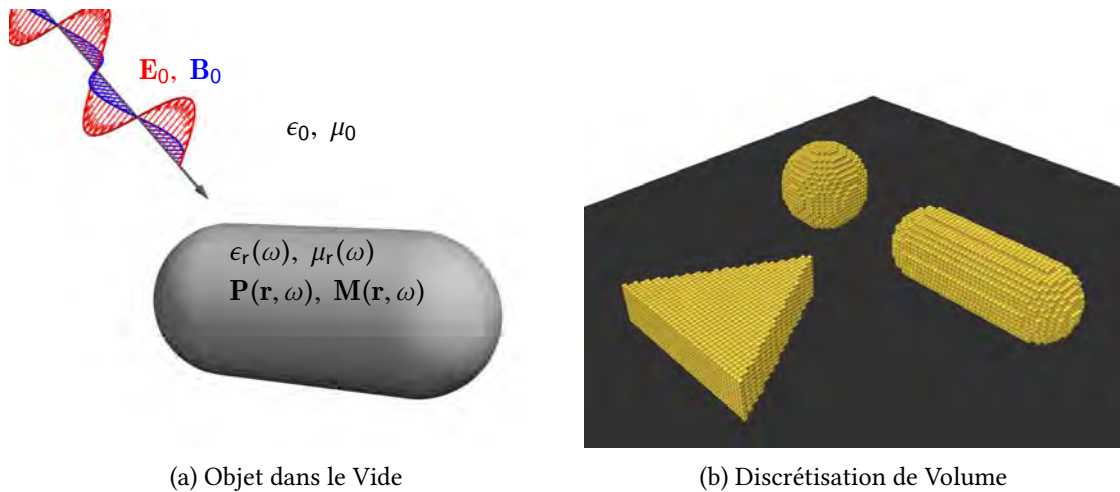 E₀, B₀
ϵ₀, μ₀
ϵᵣ(ω), μᵣ(ω)
P(r, ω), M(r, ω)
(a) Objet dans le Vide
(b) Discrétisation de Volume